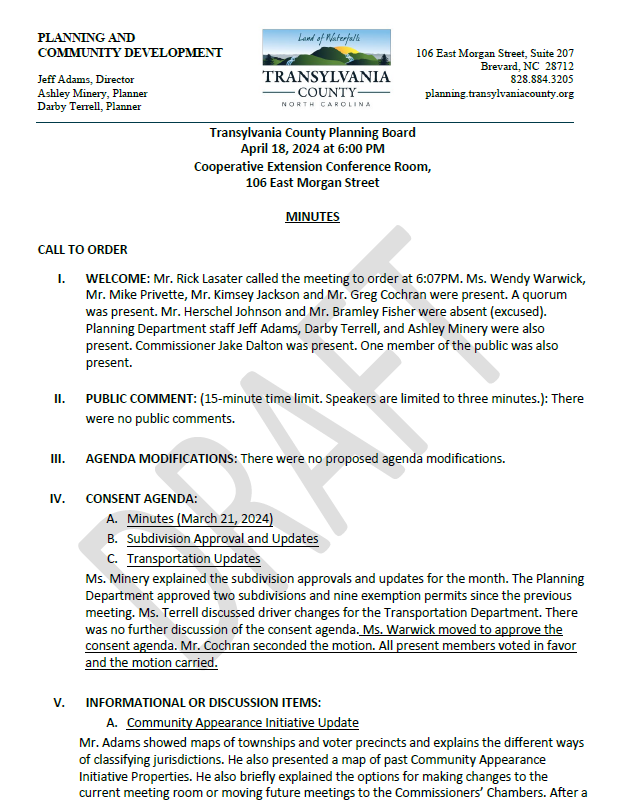 PLANNING AND
COMMUNITY DEVELOPMENT
Jeff Adams, Director
Ashley Minery, Planner
Darby Terrell, Planner
Land of Waterfalls
TRANSYLVANIA
COUNTY
NORTH CAROLINA
106 East Morgan Street, Suite 207
Brevard, NC 28712
828.884.3205
planning.transylvaniacounty.org
Transylvania County Planning Board
April 18, 2024 at 6:00 PM
Cooperative Extension Conference Room,
106 East Morgan Street
MINUTES
CALL TO ORDER
I. WELCOME: Mr. Rick Lasater called the meeting to order at 6:07PM. Ms. Wendy Warwick,
Mr. Mike Privette, Mr. Kimsey Jackson and Mr. Greg Cochran were present. A quorum
was present. Mr. Herschel Johnson and Mr. Bramley Fisher were absent (excused).
Planning Department staff Jeff Adams, Darby Terrell, and Ashley Minery were also
present. Commissioner Jake Dalton was present. One member of the public was also
present.
II. PUBLIC COMMENT: (15-minute time limit. Speakers are limited to three minutes.): There
were no public comments.
III. AGENDA MODIFICATIONS: There were no proposed agenda modifications.
IV. CONSENT AGENDA:
A. Minutes (March 21, 2024)
B. Subdivision Approval and Updates
C. Transportation Updates
Ms. Minery explained the subdivision approvals and updates for the month. The Planning
Department approved two subdivisions and nine exemption permits since the previous
meeting. Ms. Terrell discussed driver changes for the Transportation Department. There
was no further discussion of the consent agenda. Ms. Warwick moved to approve the
consent agenda. Mr. Cochran seconded the motion. All present members voted in favor
and the motion carried.
V. INFORMATIONAL OR DISCUSSION ITEMS:
A. Community Appearance Initiative Update
Mr. Adams showed maps of townships and voter precincts and explains the different ways
of classifying jurisdictions. He also presented a map of past Community Appearance
Initiative Properties. He also briefly explained the options for making changes to the
current meeting room or moving future meetings to the Commissioners' Chambers. After a
DRAFT